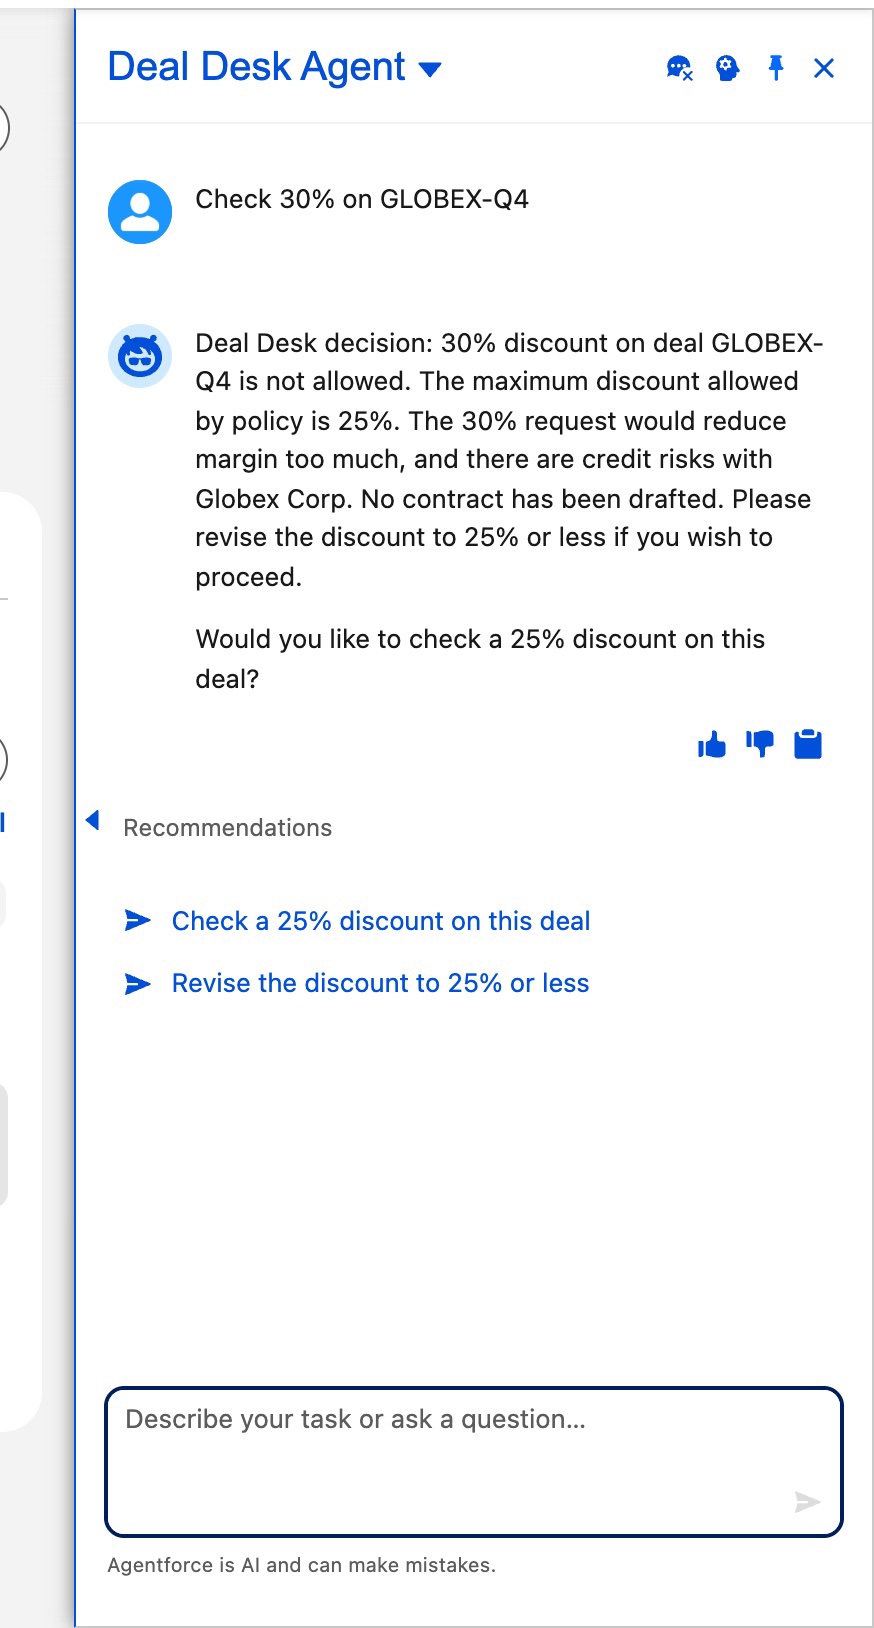 Deal Desk Agent
Check 30% on GLOBEX-Q4
Deal Desk decision: 30% discount on deal GLOBEX-
Q4 is not allowed. The maximum discount allowed
by policy is 25%. The 30% request would reduce
margin too much, and there are credit risks with
Globex Corp. No contract has been drafted. Please
revise the discount to 25% or less if you wish to
proceed.
Would you like to check a 25% discount on this
deal?
Recommendations
Check a 25% discount on this deal
Revise the discount to 25% or less
Describe your task or ask a question...
Agentforce is AI and can make mistakes.